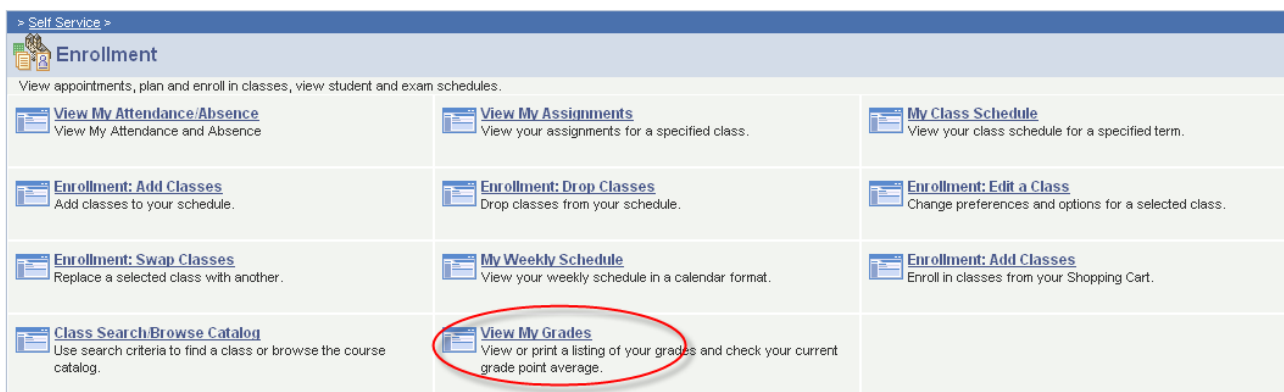 > Self Service >
Enrollment
View appointments, plan and enroll in classes, view student and exam schedules.
View My Attendance/Absence
View My Attendance and Absence
View My Assignments
View your assignments for a specified class.
My Class Schedule
View your class schedule for a specified term.
Enrollment: Add Classes
Add classes to your schedule.
Enrollment: Drop Classes
Drop classes from your schedule.
Enrollment: Edit a Class
Change preferences and options for a selected class.
Enrollment: Swap Classes
Replace a selected class with another.
My Weekly Schedule
View your weekly schedule in a calendar format.
Enrollment: Add Classes
Enroll in classes from your Shopping Cart.
Class Search/Browse Catalog
Use search criteria to find a class or browse the course
catalog.
View My Grades
View or print a listing of your grades and check your current
grade point average.